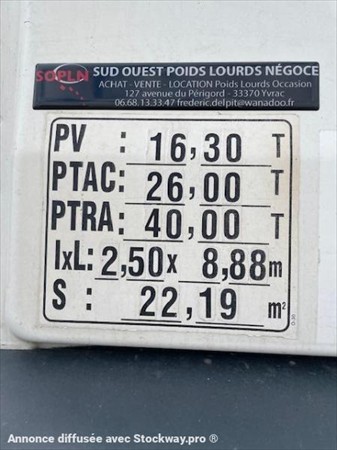 SOPLN SUD OUEST POIDS LOURDS NÉGOCE
ACHAT - VENTE - LOCATION Poids Lourds Occasion
127 avenue du Périgord - 33370 Yvrac
06.68.13.33.47 frederic.delpit@wanadoo.fr
PV : 16,30 T
PTAC: 26,00 T
PTRA: 40,00 T
lxL: 2,50x 8,88m
S : 22,19 m²
Annonce diffusée avec Stockway.pro ®